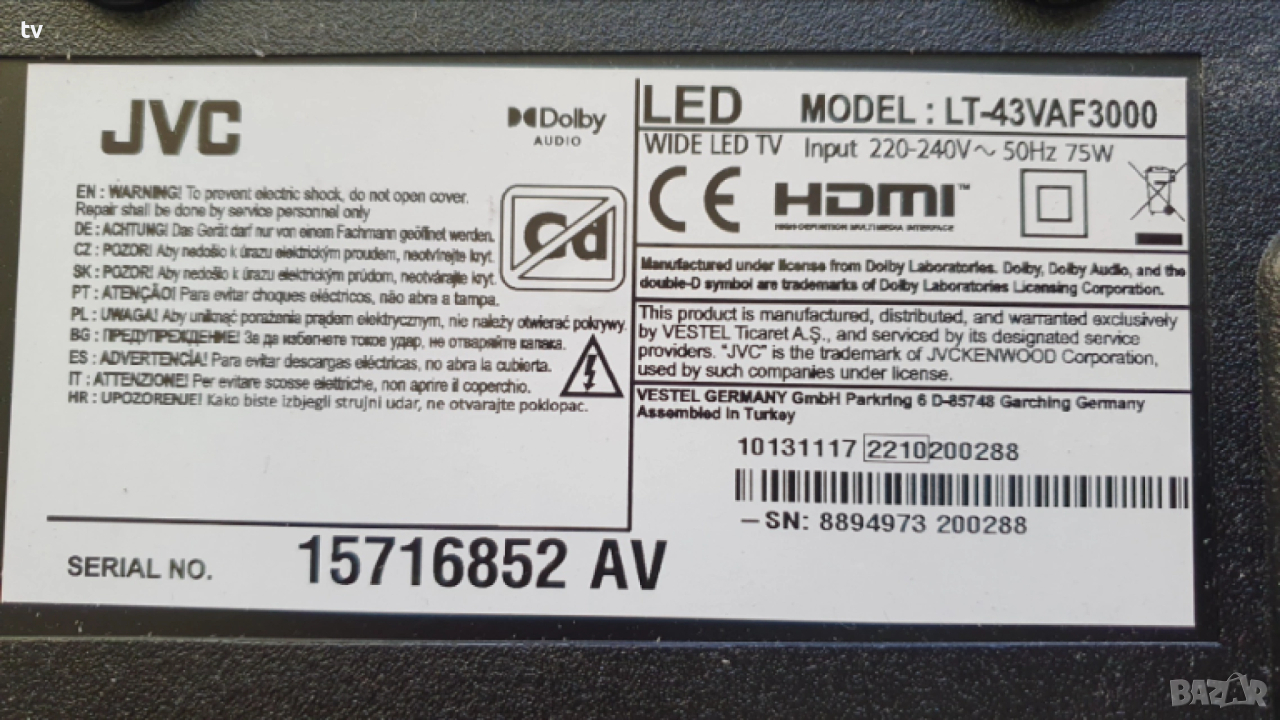 tv
JVC
Dolby
AUDIO
EN : WARNING! To prevent electric shock, do not open cover.
Repair shall be done by service personnel only
DE : ACHTUNG! Das Gerät darf nur von einem Fachmann geöffnet werden.
CZ : POZOR! Aby nedošlo k úrazu elektrickým proudem, neotvírejte kryt.
SK : POZOR! Aby nedošlo k úrazu elektrickým prúdom, neotvárajte kryt.
PT : ATENÇÃO! Para evitar choques eléctricos, não abra a tampa.
PL : UWAGA! Aby uniknąć porażenia prądem elektrycznym, nie należy otwierać pokrywy.
BG : ПРЕДУПРЕЖДЕНИЕ! За да избегнете токов удар, не отваряйте капака.
ES : ADVERTENCIA! Para evitar descargas eléctricas, no abra la cubierta.
IT : ATTENZIONE! Per evitare scosse elettriche, non aprire il coperchio.
HR : UPOZORENJE! Kako biste izbjegli strujni udar, ne otvarajte poklopac.
Cd
SERIAL NO. 15716852 AV
LED MODEL : LT-43VAF3000
WIDE LED TV Input 220-240V~ 50Hz 75W
CE HDMI™
HIGH-DEFINITION MULTIMEDIA INTERFACE
Manufactured under license from Dolby Laboratories. Dolby, Dolby Audio, and the
double-D symbol are trademarks of Dolby Laboratories Licensing Corporation.
This product is manufactured, distributed, and warranted exclusively
by VESTEL Ticaret A.Ş., and serviced by its designated service
providers. "JVC" is the trademark of JVCKENWOOD Corporation,
used by such companies under license.
VESTEL GERMANY GmbH Parkring 6 D-85748 Garching Germany
Assembled in Turkey
10131117 2210200288
–SN: 8894973 200288
BAZAR